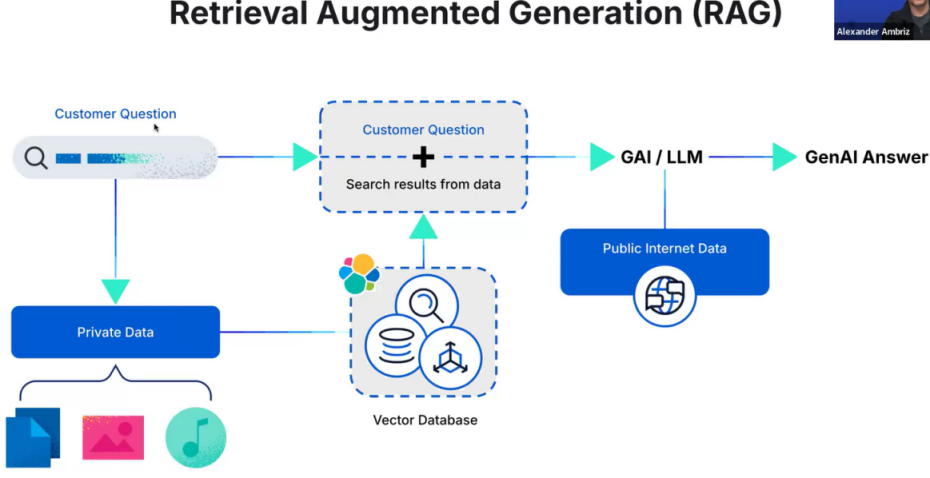 Retrieval Augmented Generation (RAG)
Alexander Ambriz
Customer Question
Customer Question
+
Search results from data
GAI / LLM
GenAI Answer
Public Internet Data
Private Data
Vector Database